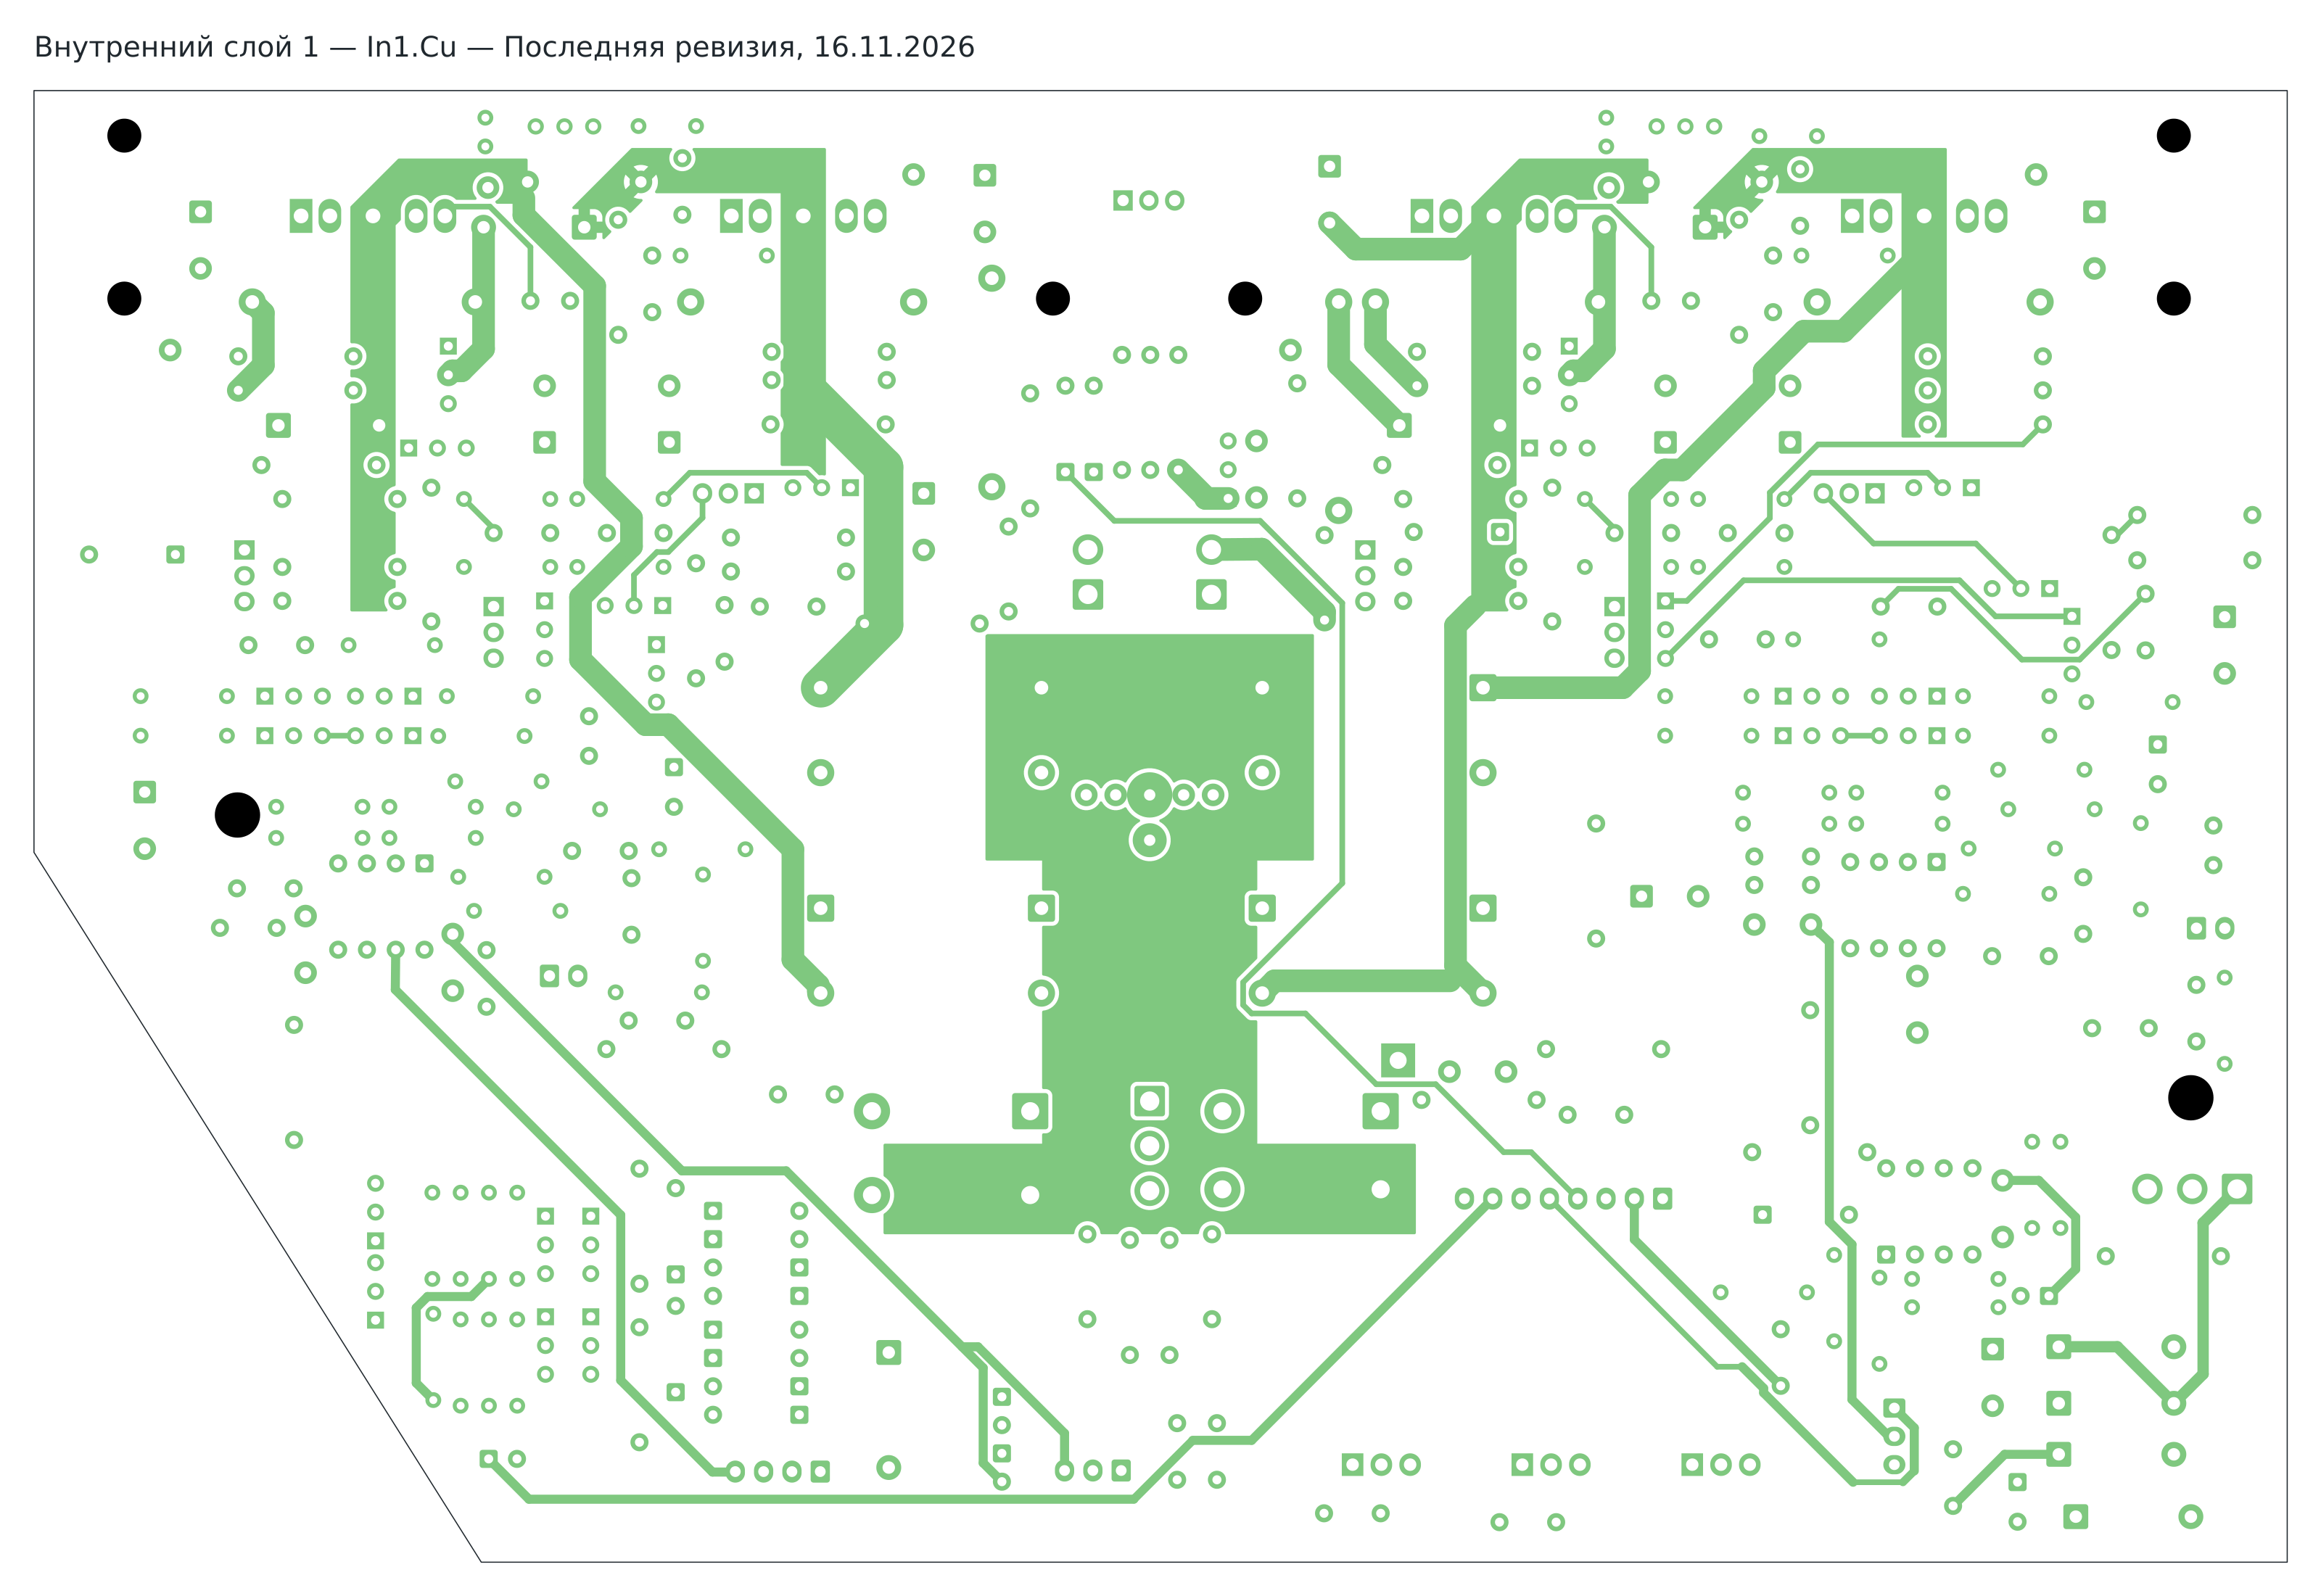 Внутренний слой 1 — In1.Cu — Последняя ревизия, 16.11.2026